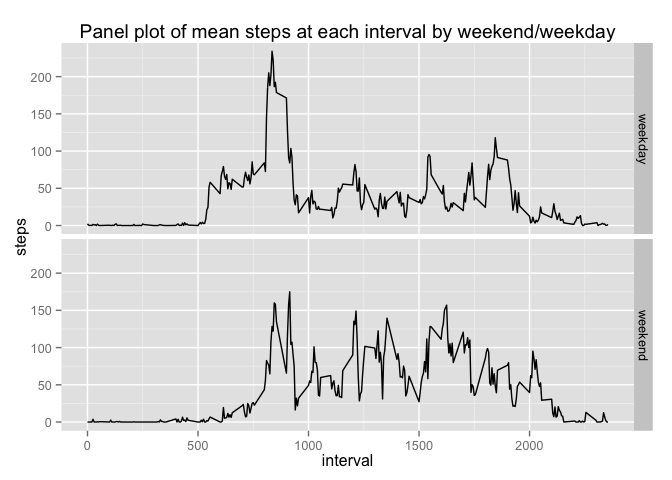 Panel plot of mean steps at each interval by weekend/weekday
steps
200
150
100
50
0
weekday
200
150
100
50
0
weekend
0 500 1000 1500 2000
interval